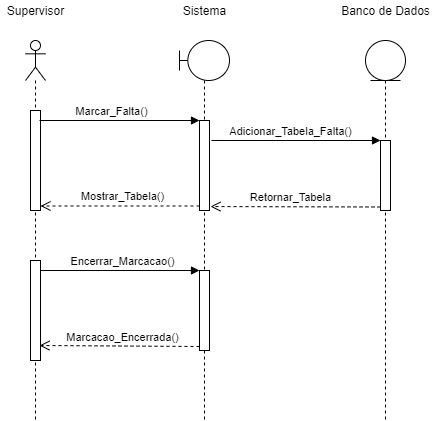 Supervisor
Sistema
Banco de Dados
Marcar_Falta()
Adicionar_Tabela_Falta()
Mostrar_Tabela()
Retornar_Tabela
Encerrar_Marcacao()
Marcacao_Encerrada()